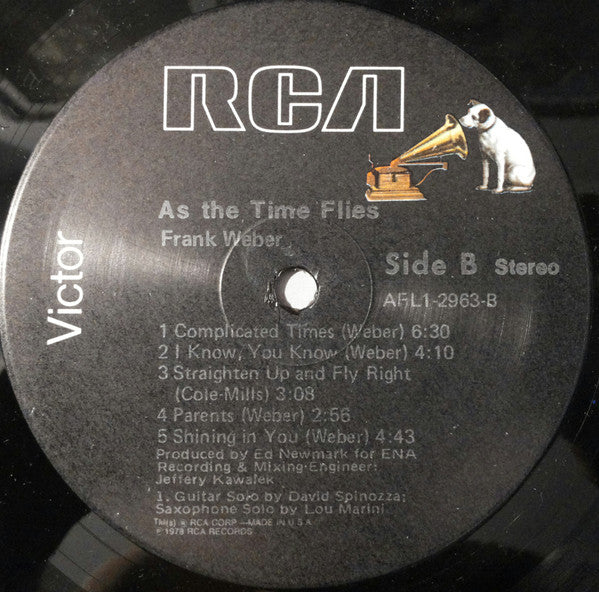 RCA
Victor
As the Time Flies
Frank Weber
Side B Stereo
AFL1-2963-B
1 Complicated Times (Weber) 6:30
2 I Know, You Know (Weber) 4:10
3 Straighten Up and Fly Right
(Cole-Mills) 3:08
4 Parents (Weber) 2:56
5 Shining in You (Weber) 4:43
Produced by Ed Newmark for ENA
Recording & Mixing Engineer:
Jeffery Kawalek
1. Guitar Solo by David Spinozza;
Saxophone Solo by Lou Marini
TM(s) ® RCA CORP.—MADE IN U.S.A.
℗ 1978 RCA RECORDS